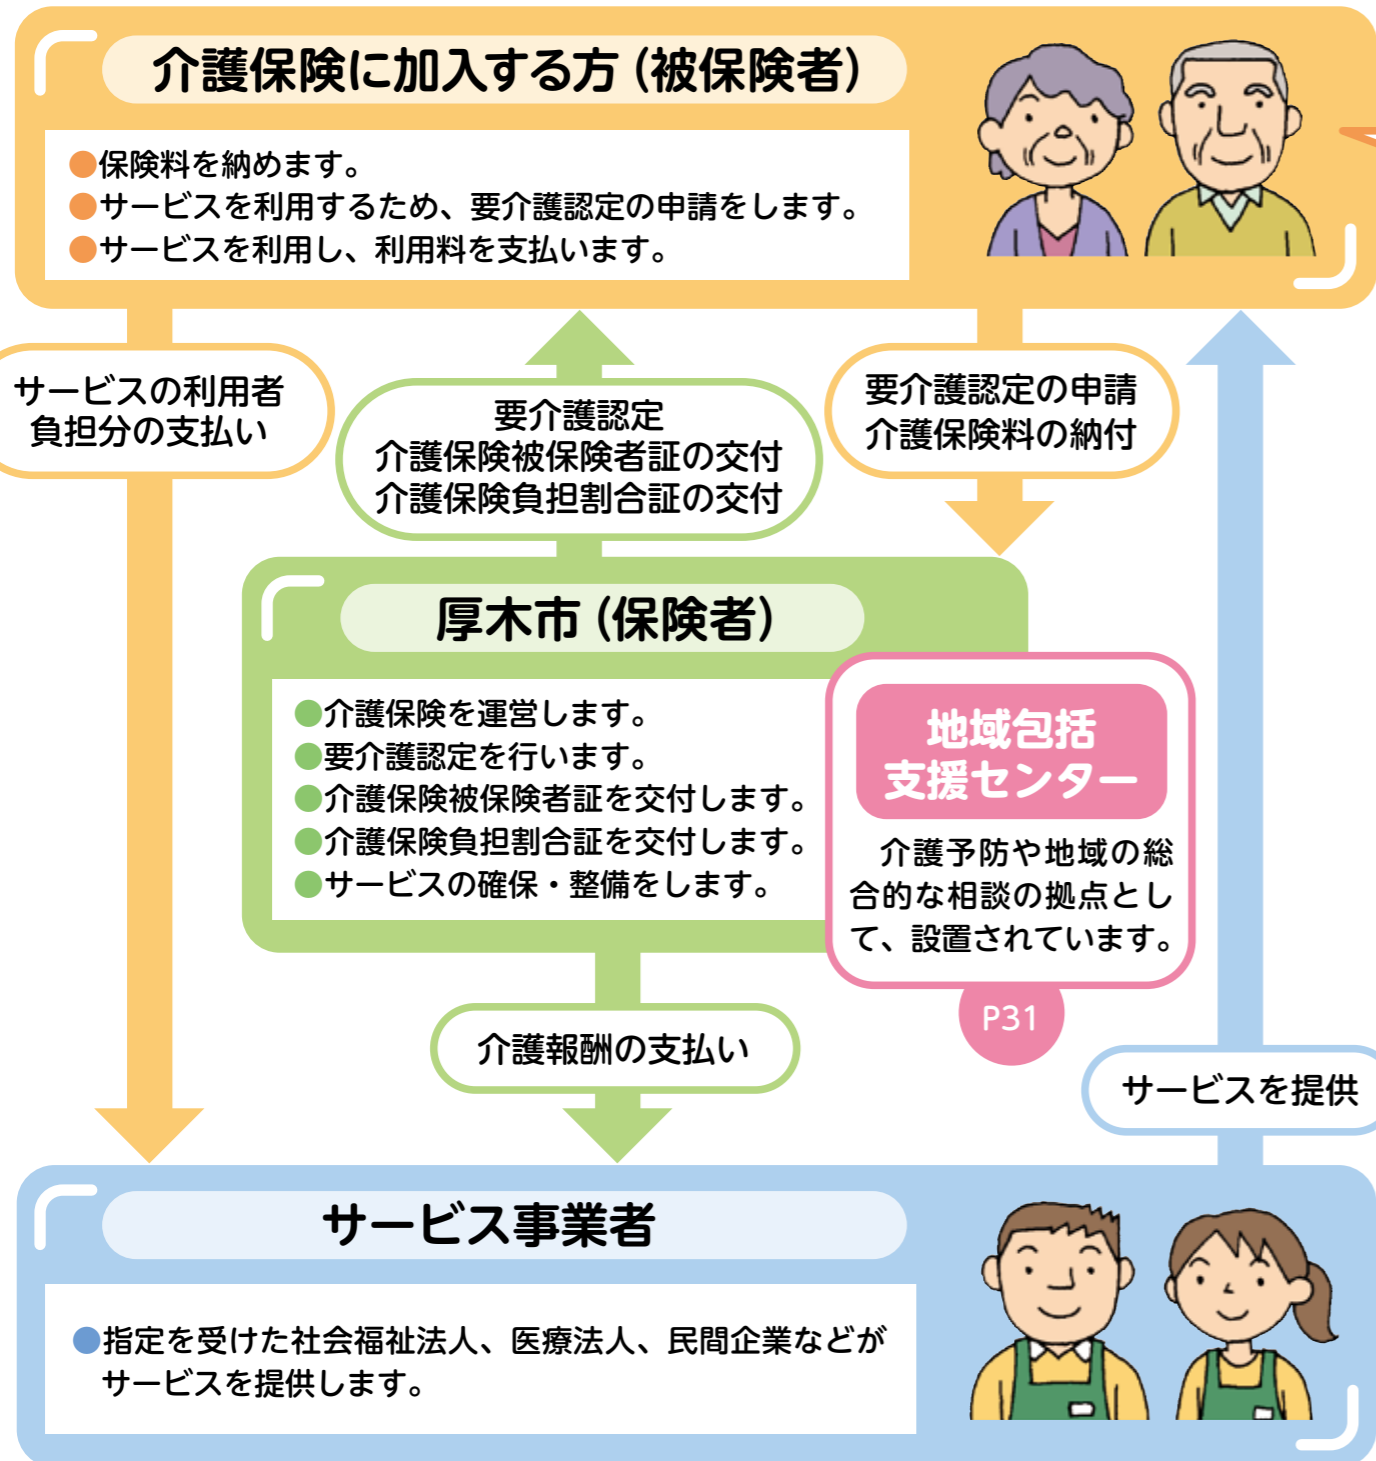 介護保険に加入する方(被保険者)
●保険料を納めます。
●サービスを利用するため、要介護認定の申請をします。
●サービスを利用し、利用料を支払います。
サービスの利用者
負担分の支払い
要介護認定
介護保険被保険者証の交付
介護保険負担割合証の交付
要介護認定の申請
介護保険料の納付
厚木市(保険者)
●介護保険を運営します。
●要介護認定を行います。
●介護保険被保険者証を交付します。
●介護保険負担割合証を交付します。
●サービスの確保・整備をします。
地域包括
支援センター
介護予防や地域の総
合的な相談の拠点とし
て、設置されています。
P31
介護報酬の支払い
サービスを提供
サービス事業者
●指定を受けた社会福祉法人、医療法人、民間企業などが
サービスを提供します。